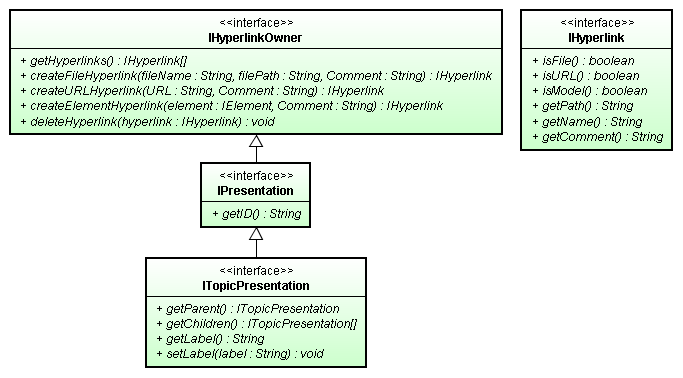 <<interface>>
IHyperlinkOwner
+ getHyperlinks() : IHyperlink[]
+ createFileHyperlink(fileName : String, filePath : String, Comment : String) : IHyperlink
+ createURLHyperlink(URL : String, Comment : String) : IHyperlink
+ createElementHyperlink(element : IElement, Comment : String) : IHyperlink
+ deleteHyperlink(hyperlink : IHyperlink) : void
<<interface>>
IHyperlink
+ isFile() : boolean
+ isURL() : boolean
+ isModel() : boolean
+ getPath() : String
+ getName() : String
+ getComment() : String
<<interface>>
IPresentation
+ getID() : String
<<interface>>
ITopicPresentation
+ getParent() : ITopicPresentation
+ getChildren() : ITopicPresentation[]
+ getLabel() : String
+ setLabel(label : String) : void